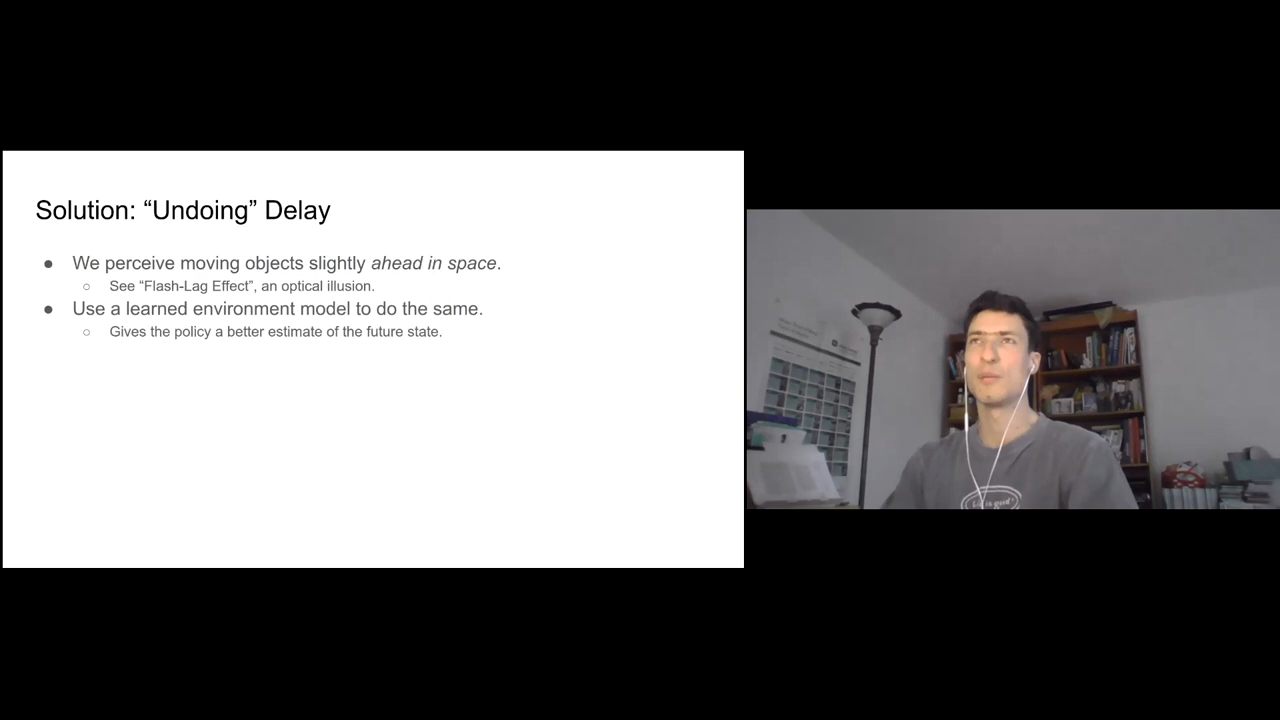 Solution: “Undoing” Delay
● We perceive moving objects slightly ahead in space.
○ See “Flash-Lag Effect”, an optical illusion.
● Use a learned environment model to do the same.
○ Gives the policy a better estimate of the future state.